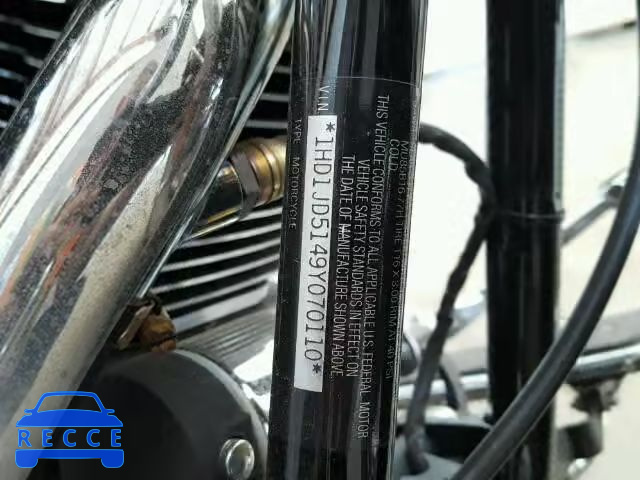 VIN
*1HD1JD5149Y070110*
TYPE MOTORCYCLE
THIS VEHICLE CONFORMS TO ALL APPLICABLE U.S. FEDERAL MOTOR
VEHICLE SAFETY STANDARDS IN EFFECT ON
THE DATE OF MANUFACTURE SHOWN ABOVE
COLD
RECCE